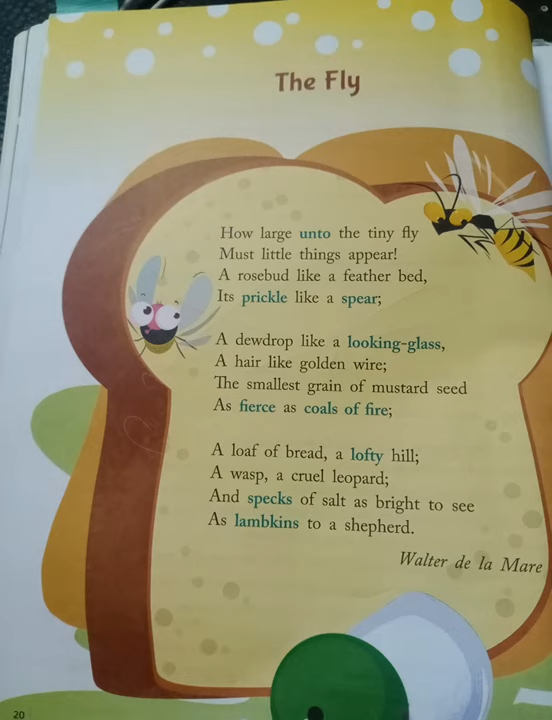 The Fly
How large unto the tiny fly
Must little things appear!
A rosebud like a feather bed,
Its prickle like a spear;
A dewdrop like a looking-glass,
A hair like golden wire;
The smallest grain of mustard seed
As fierce as coals of fire;
A loaf of bread, a lofty hill;
A wasp, a cruel leopard;
And specks of salt as bright to see
As lambkins to a shepherd.
Walter de la Mare
20